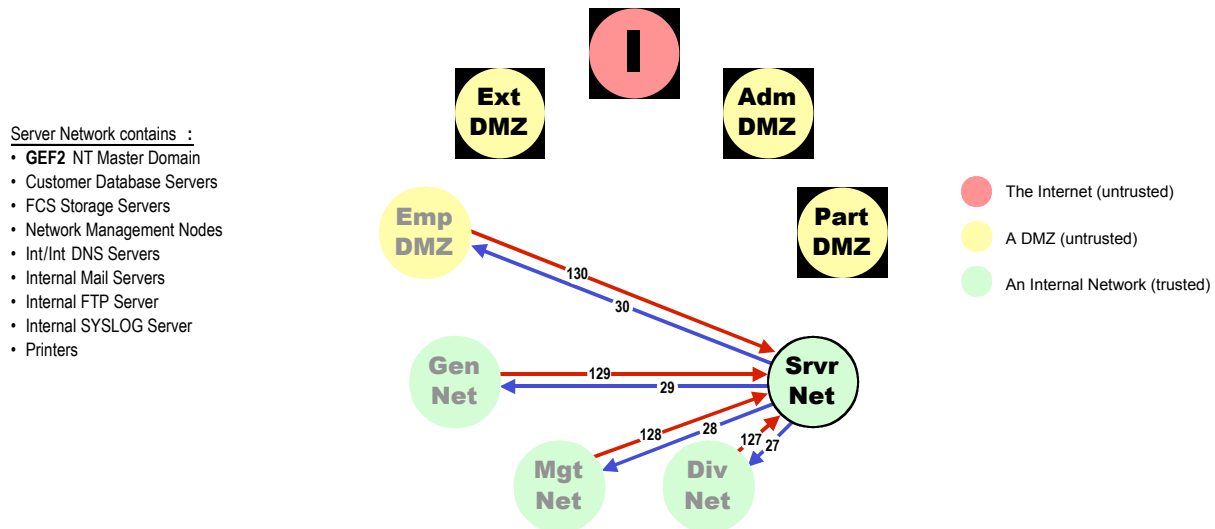 I
Ext
DMZ
Adm
DMZ
Server Network contains :
• GEF2 NT Master Domain
• Customer Database Servers
• FCS Storage Servers
• Network Management Nodes
• Int/Int DNS Servers
• Internal Mail Servers
• Internal FTP Server
• Internal SYSLOG Server
• Printers
Emp
DMZ
Part
DMZ
The Internet (untrusted)
A DMZ (untrusted)
An Internal Network (trusted)
130
30
Gen
Net
129
29
Srvr
Net
128
28
127
27
Mgt
Net
Div
Net